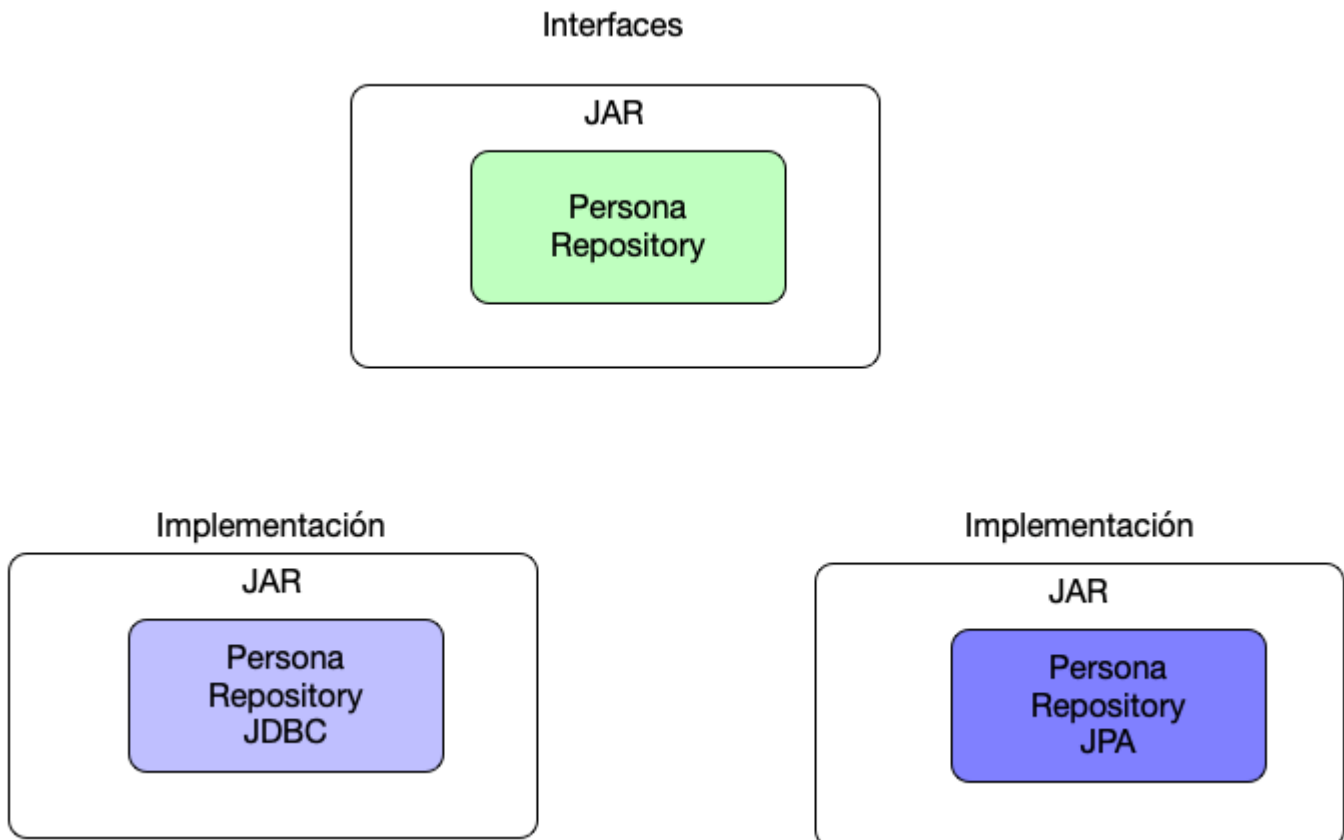 Interfaces
JAR
Persona
Repository
Implementación
JAR
Persona
Repository
JDBC
Implementación
JAR
Persona
Repository
JPA